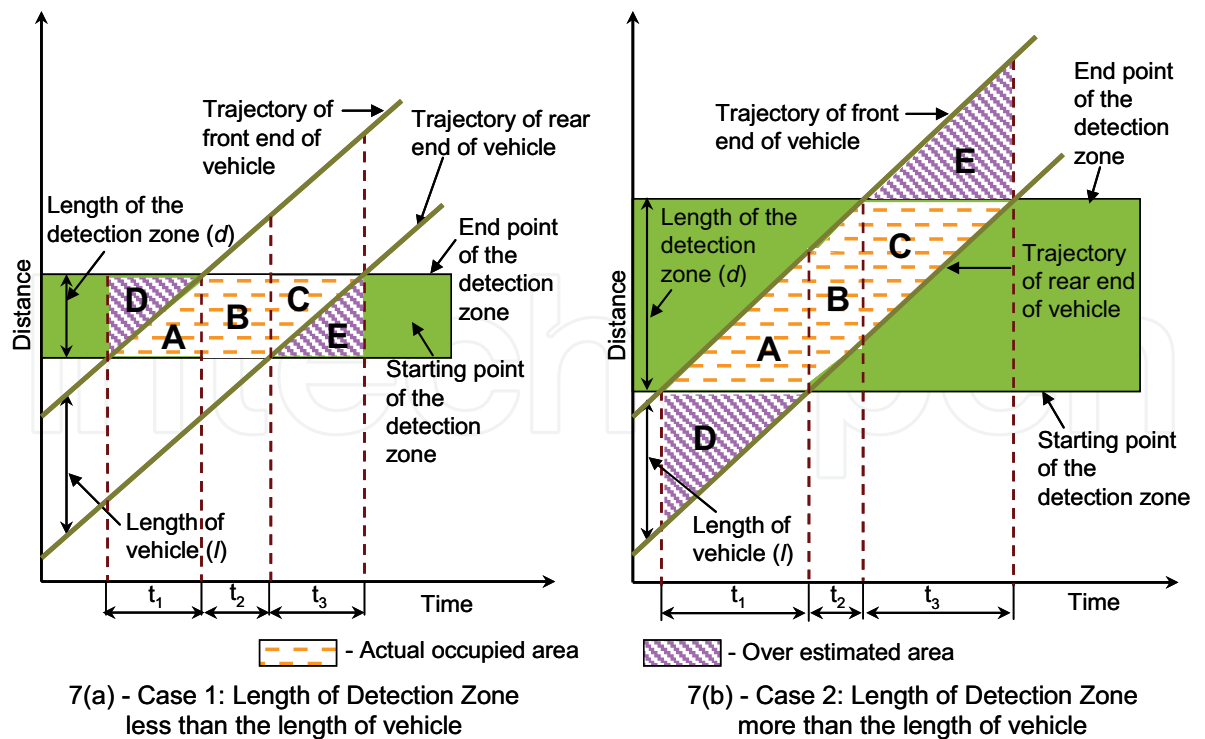 Trajectory of
front end of
vehicle
Trajectory of rear
end of vehicle
Length of the
detection zone (d)
End point
of the
detection
zone
D
A
B
C
E
Starting point
of the
detection
zone
Length of
vehicle (l)
Distance
t1
t2
t3
Time
Trajectory of front
end of vehicle
End point
of the
detection
zone
E
Length of the
detection
zone (d)
C
B
A
Trajectory
of rear end
of vehicle
D
Starting point
of the
detection zone
Length of
vehicle (l)
Distance
t1
t2
t3
Time
- Actual occupied area
- Over estimated area
7(a) - Case 1: Length of Detection Zone
less than the length of vehicle
7(b) - Case 2: Length of Detection Zone
more than the length of vehicle